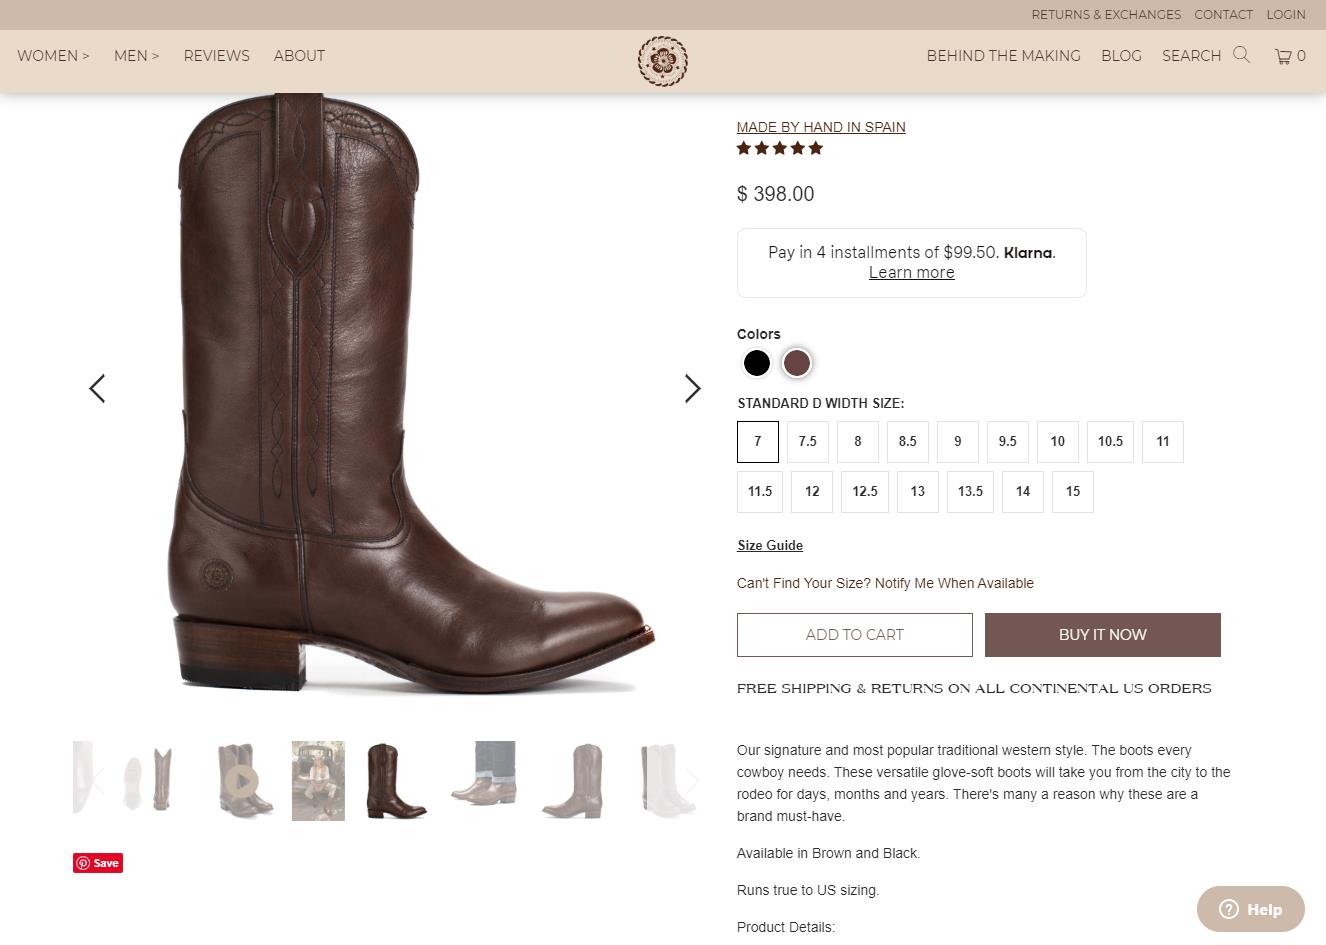 RETURNS & EXCHANGES CONTACT LOGIN
WOMEN > MEN > REVIEWS ABOUT BEHIND THE MAKING BLOG SEARCH 0
MADE BY HAND IN SPAIN
$ 398.00
Pay in 4 installments of $99.50. Klarna.
Learn more
Colors
STANDARD D WIDTH SIZE:
7 7.5 8 8.5 9 9.5 10 10.5 11
11.5 12 12.5 13 13.5 14 15
Size Guide
Can't Find Your Size? Notify Me When Available
ADD TO CART BUY IT NOW
FREE SHIPPING & RETURNS ON ALL CONTINENTAL US ORDERS
Our signature and most popular traditional western style. The boots every
cowboy needs. These versatile glove-soft boots will take you from the city to the
rodeo for days, months and years. There's many a reason why these are a
brand must-have.
Available in Brown and Black.
Save
Runs true to US sizing.
Help
Product Details: